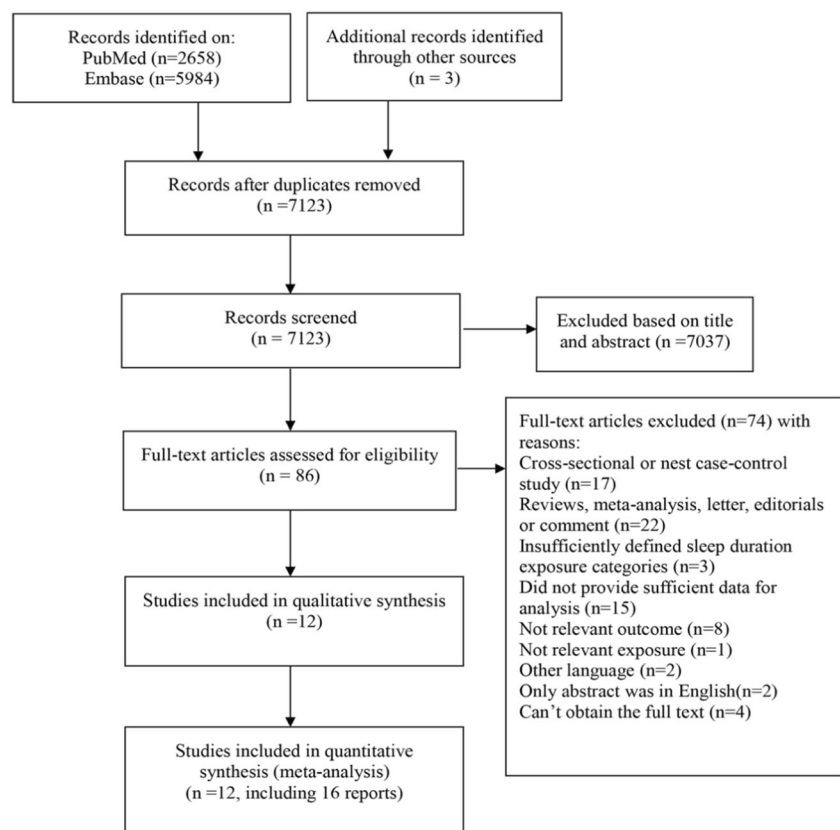 Records identified on:
PubMed (n=2658)
Embase (n=5984)
Additional records identified
through other sources
(n = 3)
Records after duplicates removed
(n =7123)
Records screened
(n = 7123)
Excluded based on title
and abstract (n =7037)
Full-text articles assessed for eligibility
(n = 86)
Full-text articles excluded (n=74) with
reasons:
Cross-sectional or nest case-control
study (n=17)
Reviews, meta-analysis, letter, editorials
or comment (n=22)
Insufficiently defined sleep duration
exposure categories (n=3)
Did not provide sufficient data for
analysis (n=15)
Not relevant outcome (n=8)
Not relevant exposure (n=1)
Other language (n=2)
Only abstract was in English(n=2)
Can't obtain the full text (n=4)
Studies included in qualitative synthesis
(n =12)
Studies included in quantitative
synthesis (meta-analysis)
(n =12, including 16 reports)